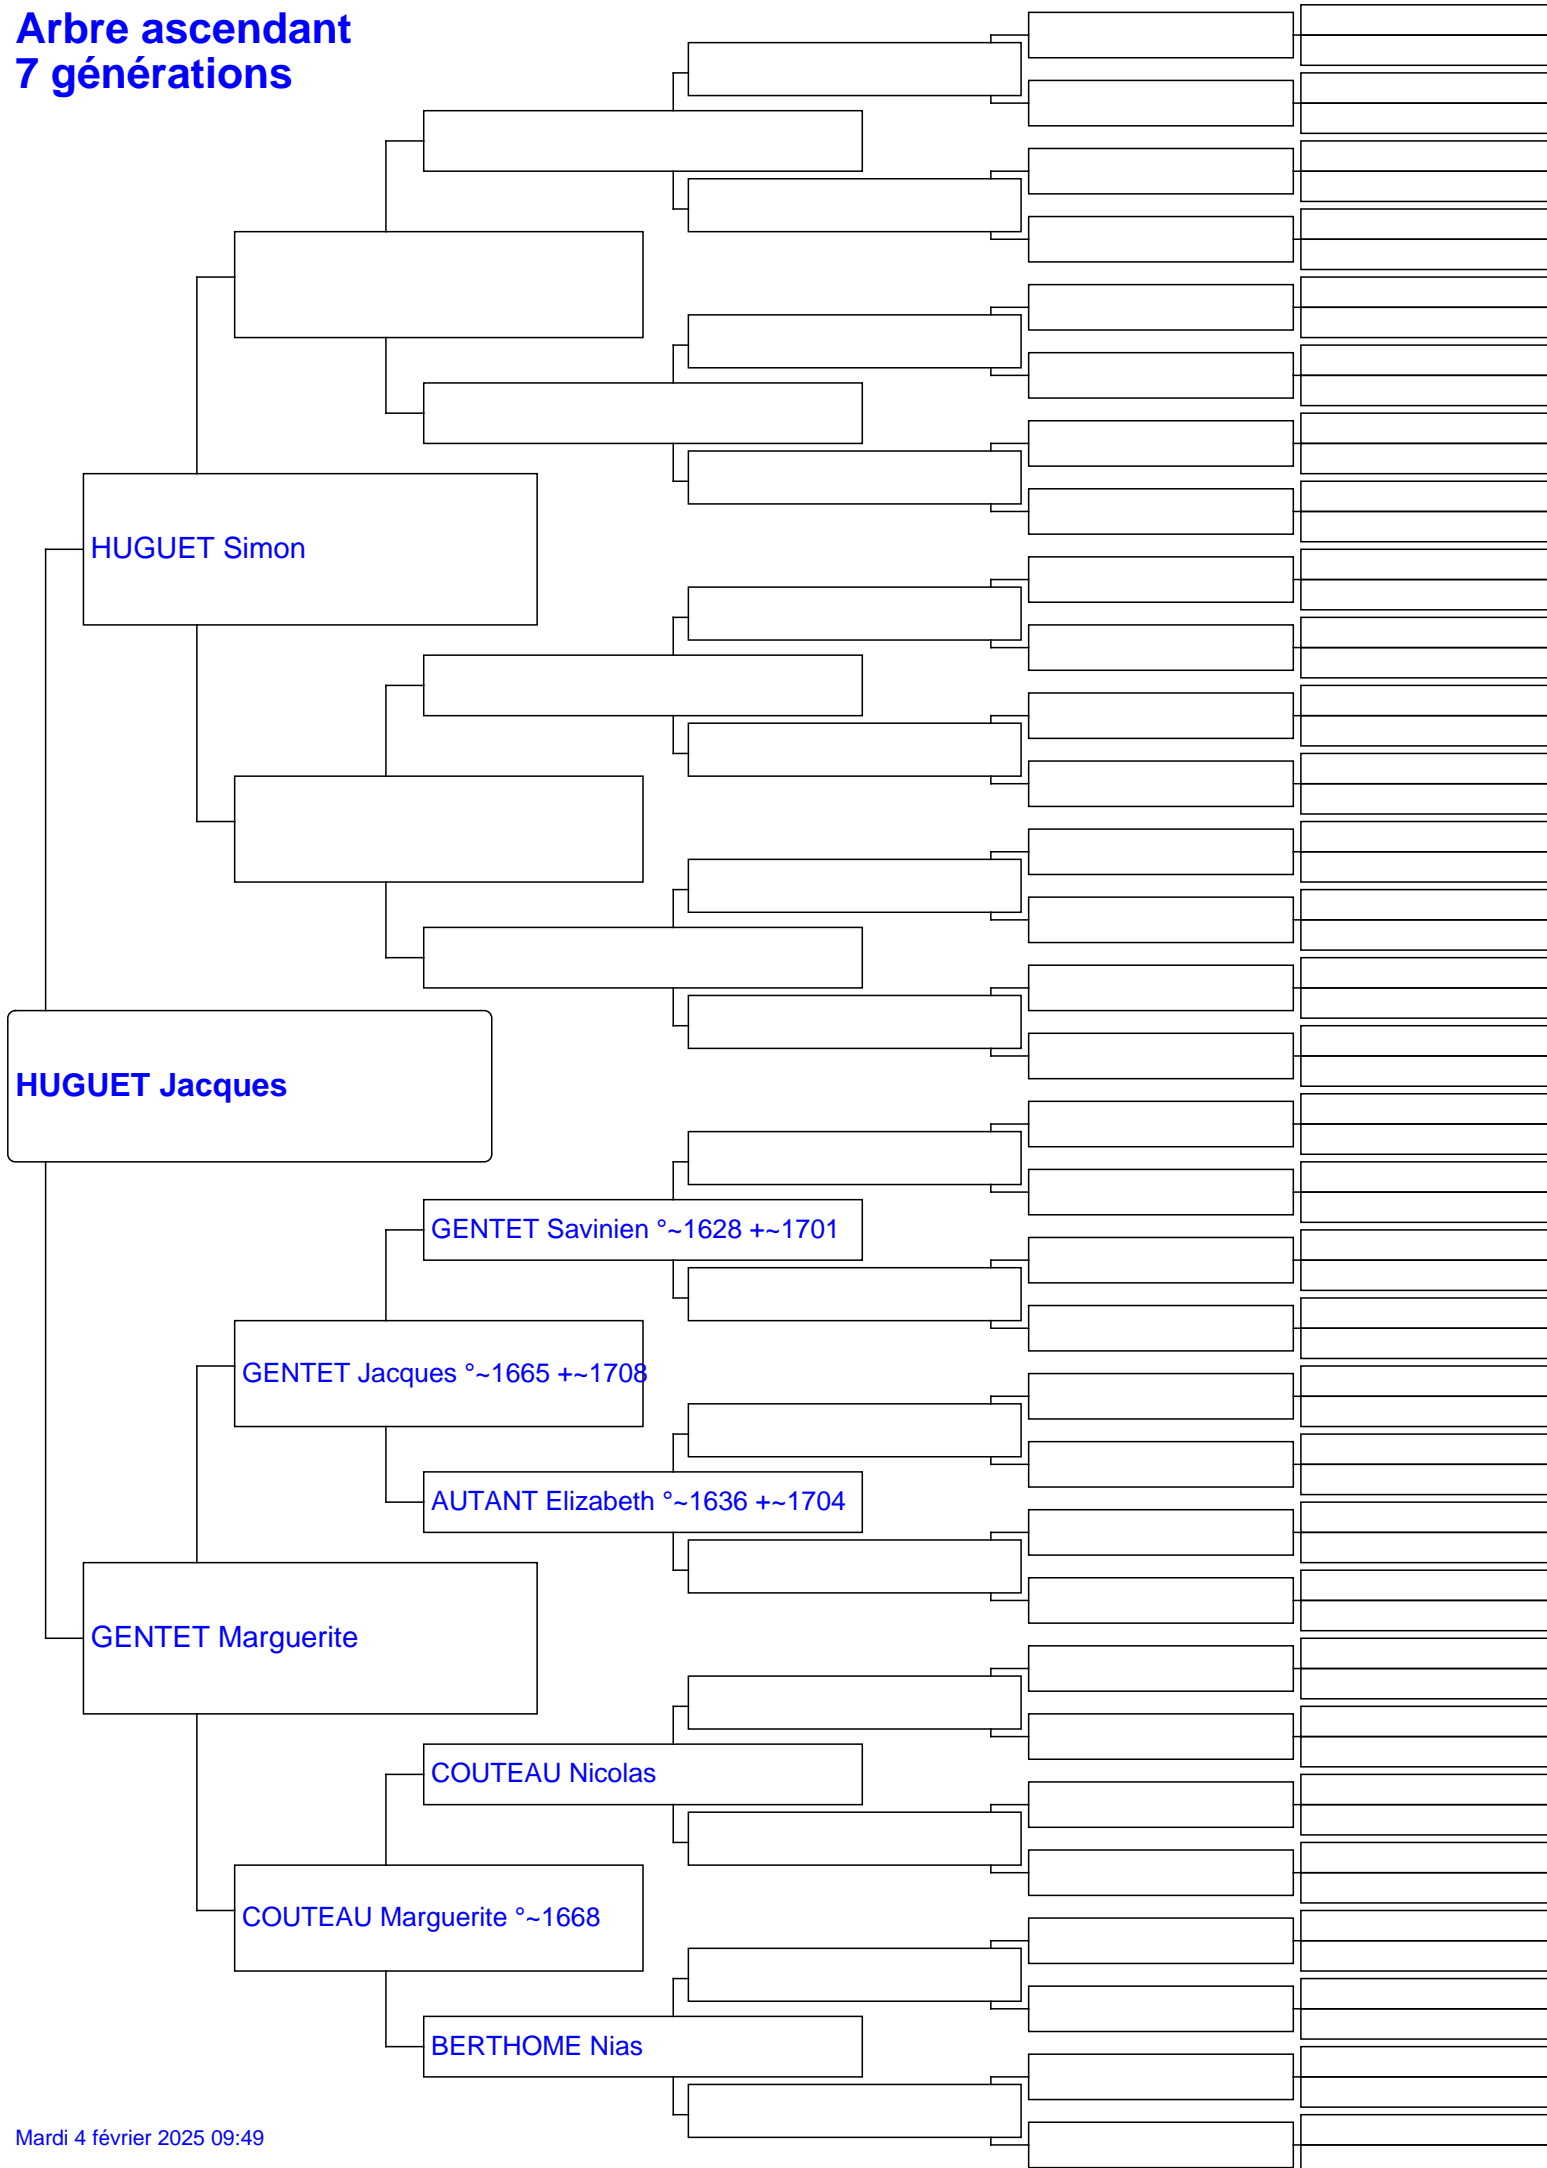 Arbre ascendant
7 générations
HUGUET Simon
HUGUET Jacques
GENTET Savinien °~1628 +~1701
GENTET Jacques °~1665 +~1708
AUTANT Elizabeth °~1636 +~1704
GENTET Marguerite
COUTEAU Nicolas
COUTEAU Marguerite °~1668
BERTHOME Nias
Mardi 4 février 2025 09:49